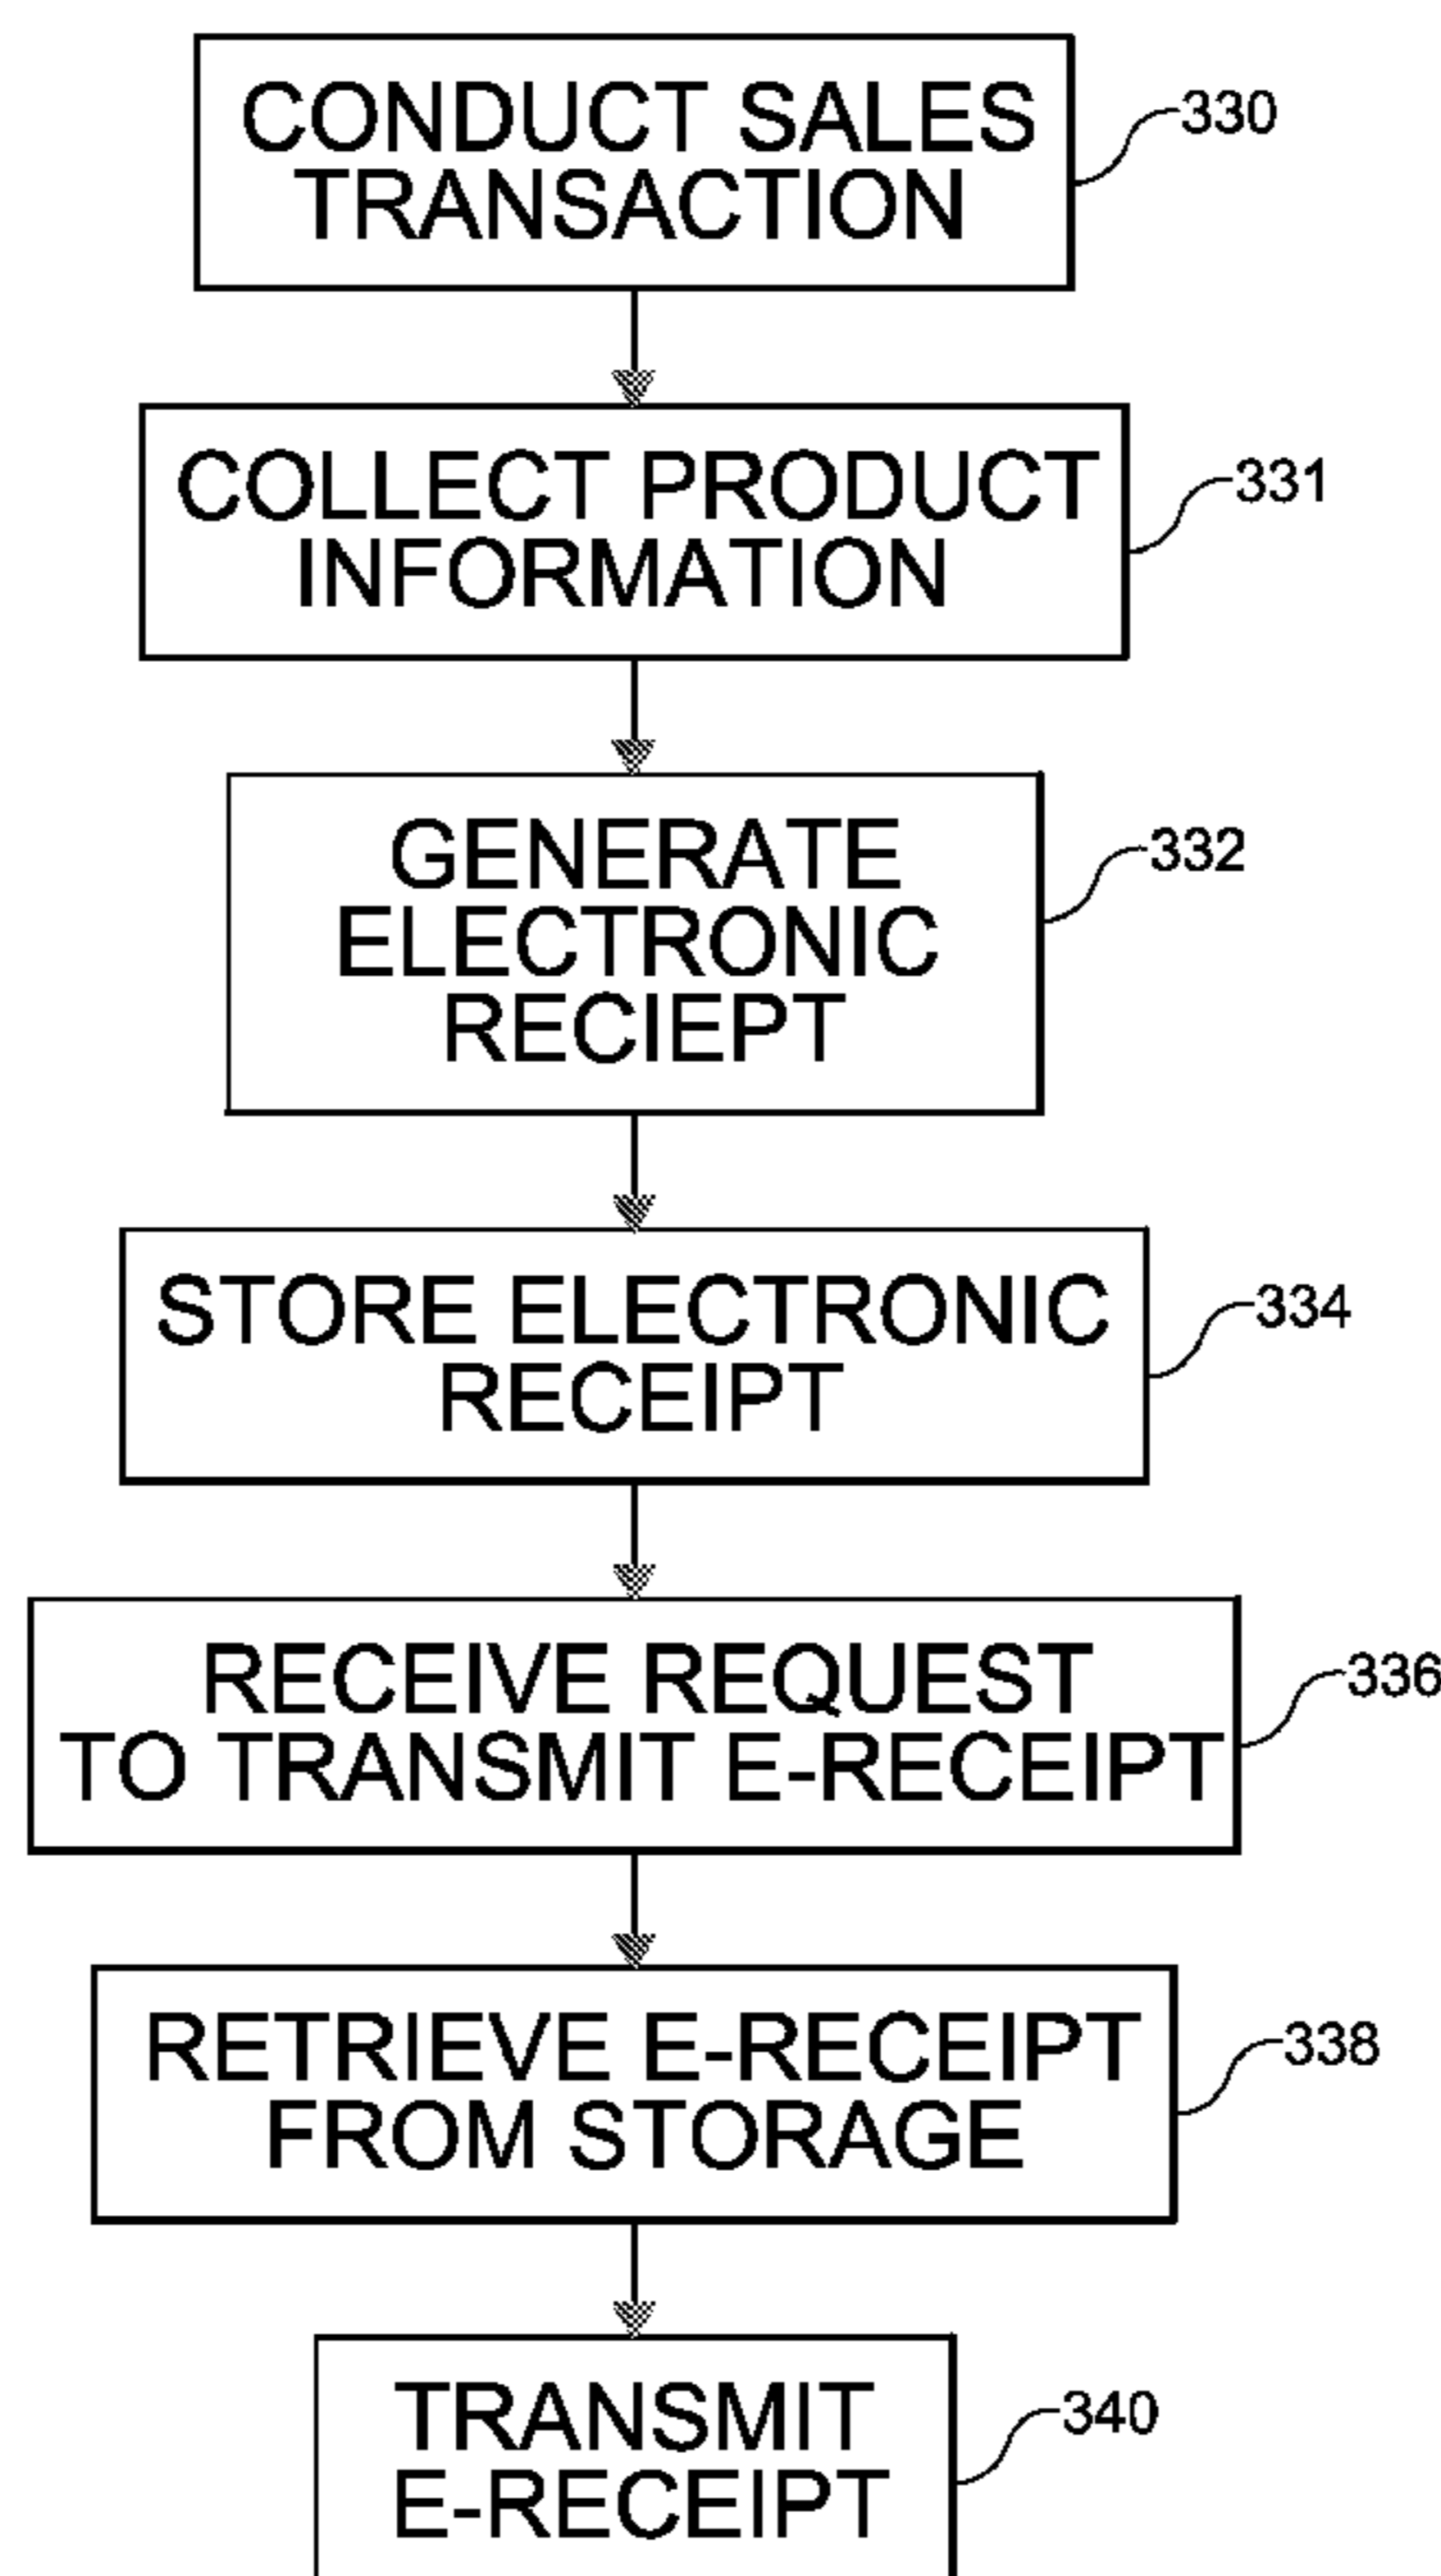 CONDUCT SALES
TRANSACTION
330
COLLECT PRODUCT
INFORMATION
331
GENERATE
ELECTRONIC
RECIEPT
332
STORE ELECTRONIC
RECEIPT
334
RECEIVE REQUEST
TO TRANSMIT E-RECEIPT
336
RETRIEVE E-RECEIPT
FROM STORAGE
338
TRANSMIT
E-RECEIPT
340